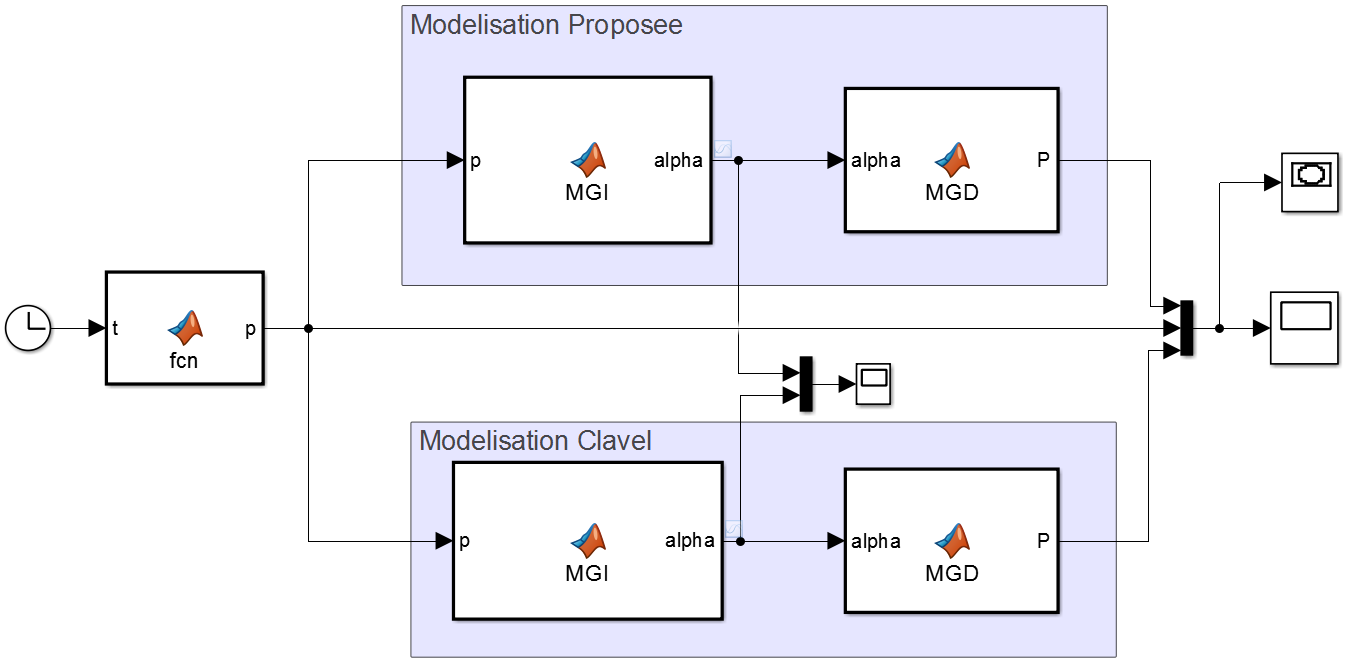 Modelisation Proposee
p
alpha
MGI
alpha
P
MGD
t
p
fcn
Modelisation Clavel
p
alpha
MGI
alpha
P
MGD